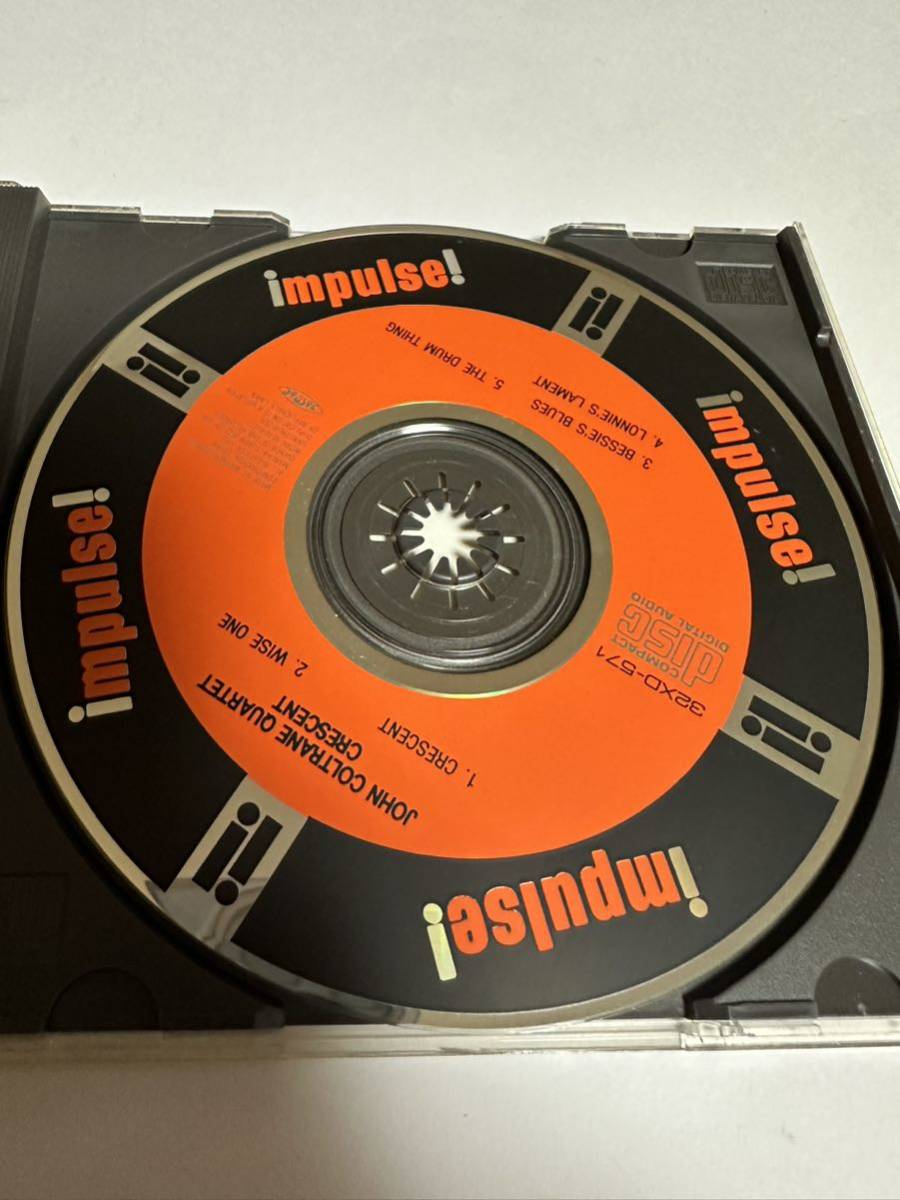 impulse!
impulse!
impulse!
impulse!
JOHN COLTRANE QUARTET
CRESCENT
1. CRESCENT
2. WISE ONE
3. BESSIE'S BLUES
4. LONNIE'S LAMENT
5. THE DRUM THING
COMPACT
disc
DIGITAL AUDIO
32XD-571